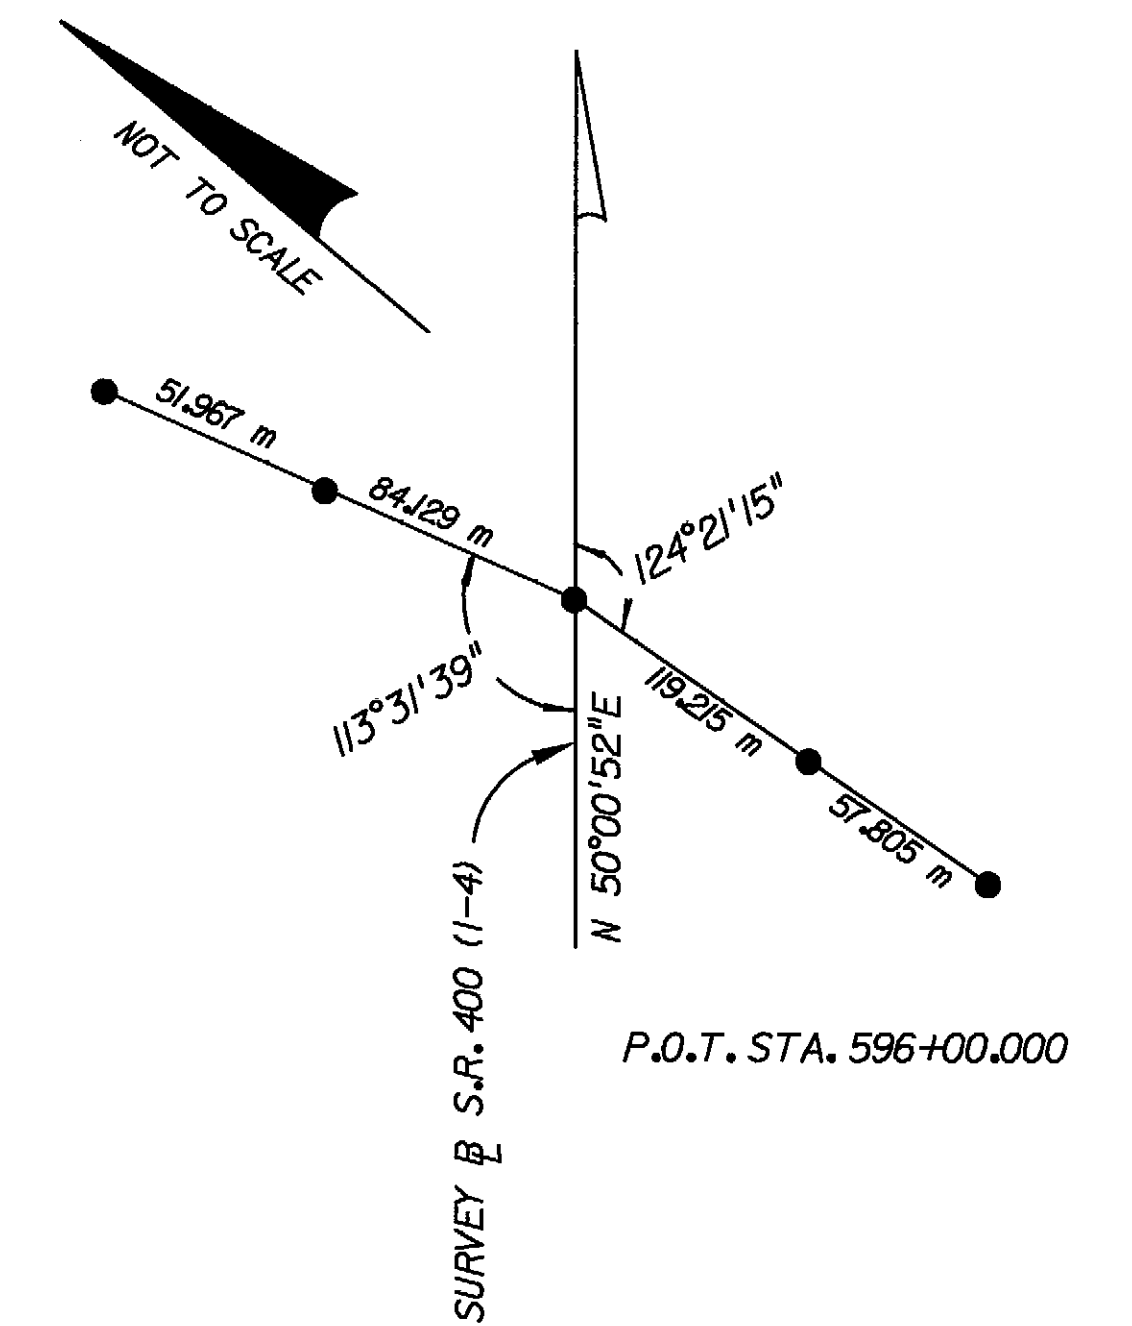 NOT TO SCALE
51.967 m
84.129 m
124°21'15"
113°31'39"
119.215 m
57.805 m
N 50°00'52"E
SURVEY BL S.R. 400 (I-4)
P.O.T. STA. 596+00.000